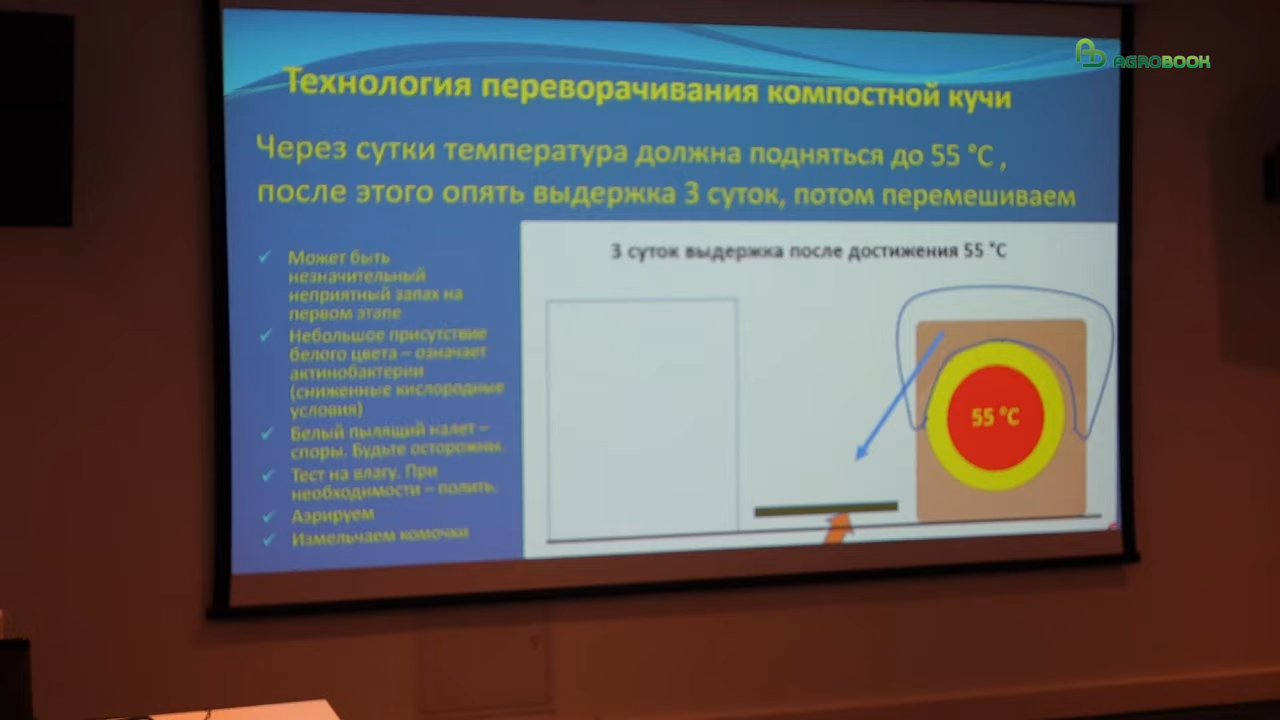 AGROBOOK
Технология переворачивания компостной кучи
Через сутки температура должна подняться до 55 °С ,
после этого опять выдержка 3 суток, потом перемешиваем
Может быть
незначительный
неприятный запах на
первом этапе
Небольшое присутствие
белого цвета – означает
актинобактерии
(сниженные кислородные
условия)
Белый пылящий налет –
споры. Будьте осторожны.
Тест на влагу. При
необходимости – полить.
Аэрируем
Измельчаем комочки
3 суток выдержка после достижения 55 °С
55 °С